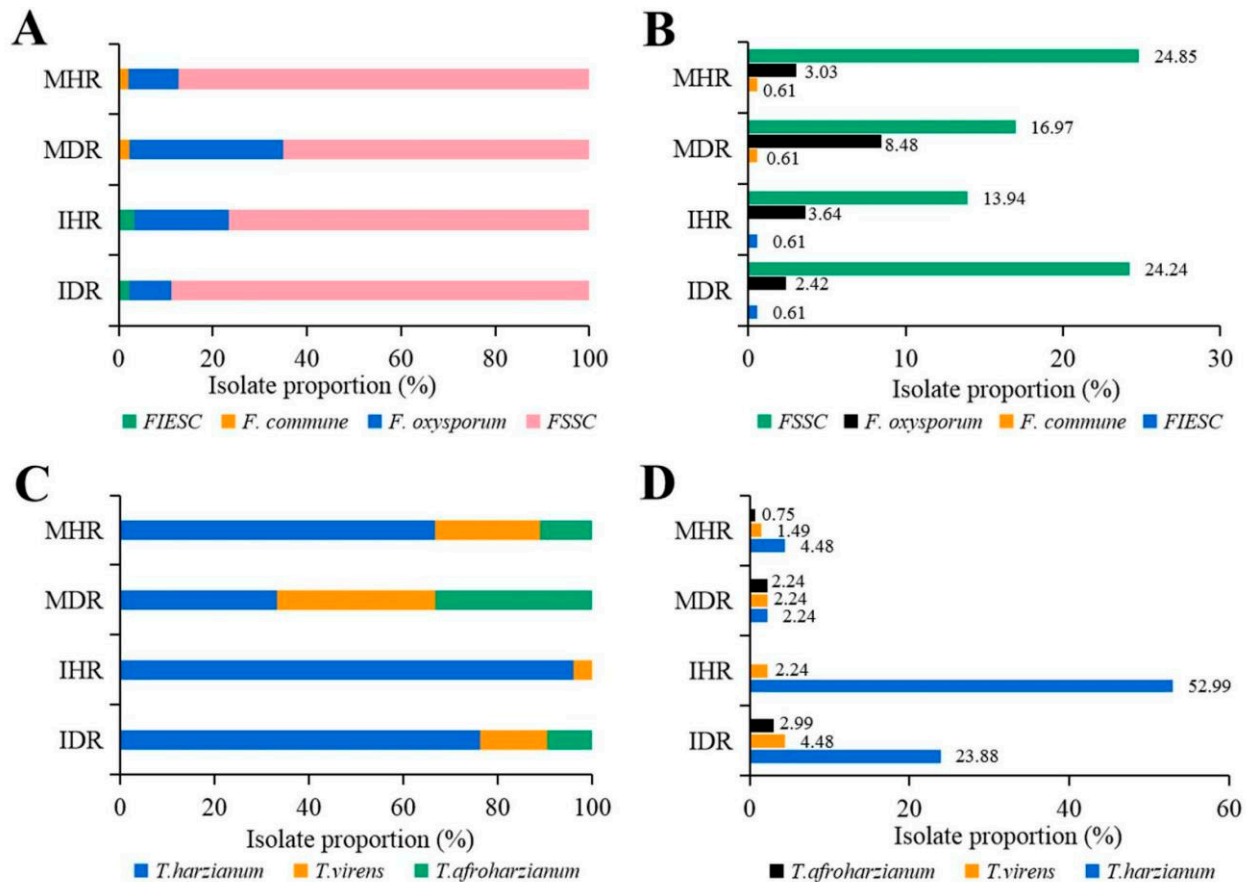 A
MHR
MDR
IHR
IDR
0 20 40 60 80 100
Isolate proportion (%)
FIESC F. commune F. oxysporum FSSC
B
MHR
24.85
3.03
0.61
MDR
16.97
8.48
0.61
IHR
13.94
3.64
0.61
IDR
24.24
2.42
0.61
0 10 20 30
Isolate proportion (%)
FSSC F. oxysporum F. commune FIESC
C
MHR
MDR
IHR
IDR
0 20 40 60 80 100
Isolate proportion (%)
T.harzianum T.virens T.afroharzianum
D
MHR
0.75
1.49
4.48
MDR
2.24
2.24
2.24
IHR
2.24
52.99
IDR
2.99
4.48
23.88
0 20 40 60
Isolate proportion (%)
T.afroharzianum T.virens T.harzianum